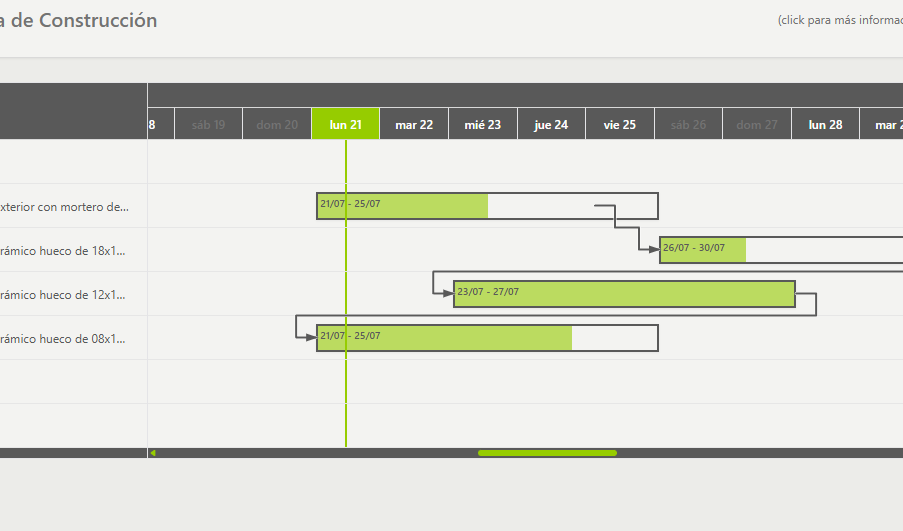 a de Construcción
(click para más informac
8 sáb 19 dom 20 lun 21 mar 22 mié 23 jue 24 vie 25 sáb 26 dom 27 lun 28 mar 2
xterior con mortero de... 21/07 - 25/07
rámico hueco de 18x1... 26/07 - 30/07
rámico hueco de 12x1... 23/07 - 27/07
rámico hueco de 08x1... 21/07 - 25/07